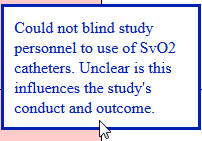 Could not blind study
personnel to use of SvO2
catheters. Unclear is this
influences the study's
conduct and outcome.